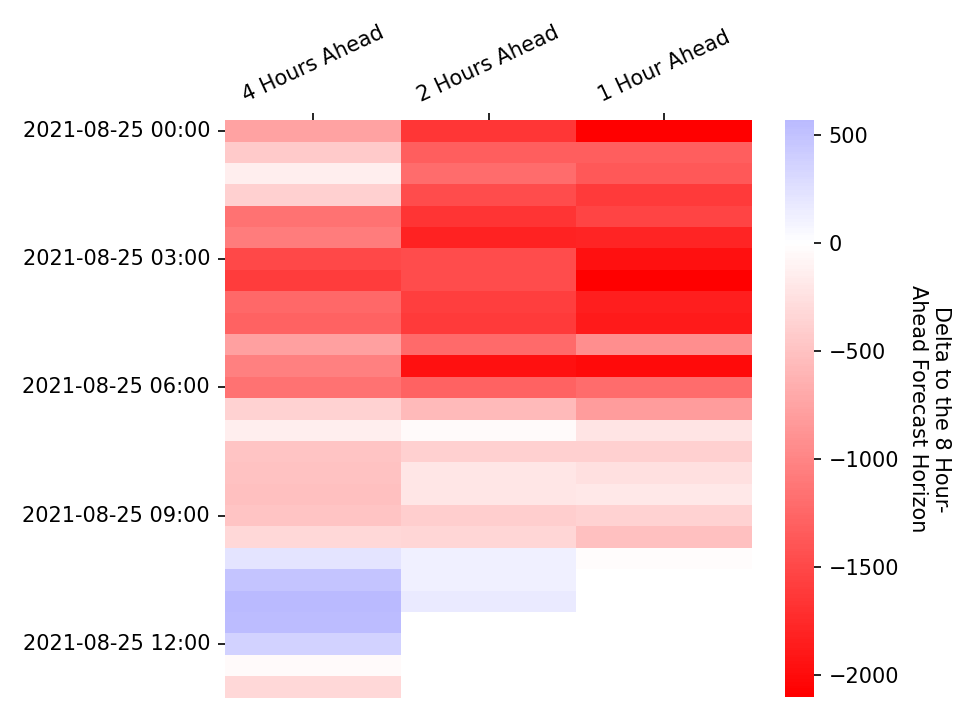 4 Hours Ahead
2 Hours Ahead
1 Hour Ahead
2021-08-25 00:00
2021-08-25 03:00
2021-08-25 06:00
2021-08-25 09:00
2021-08-25 12:00
500
0
−500
−1000
−1500
−2000
Delta to the 8 Hour-
Ahead Forecast Horizon